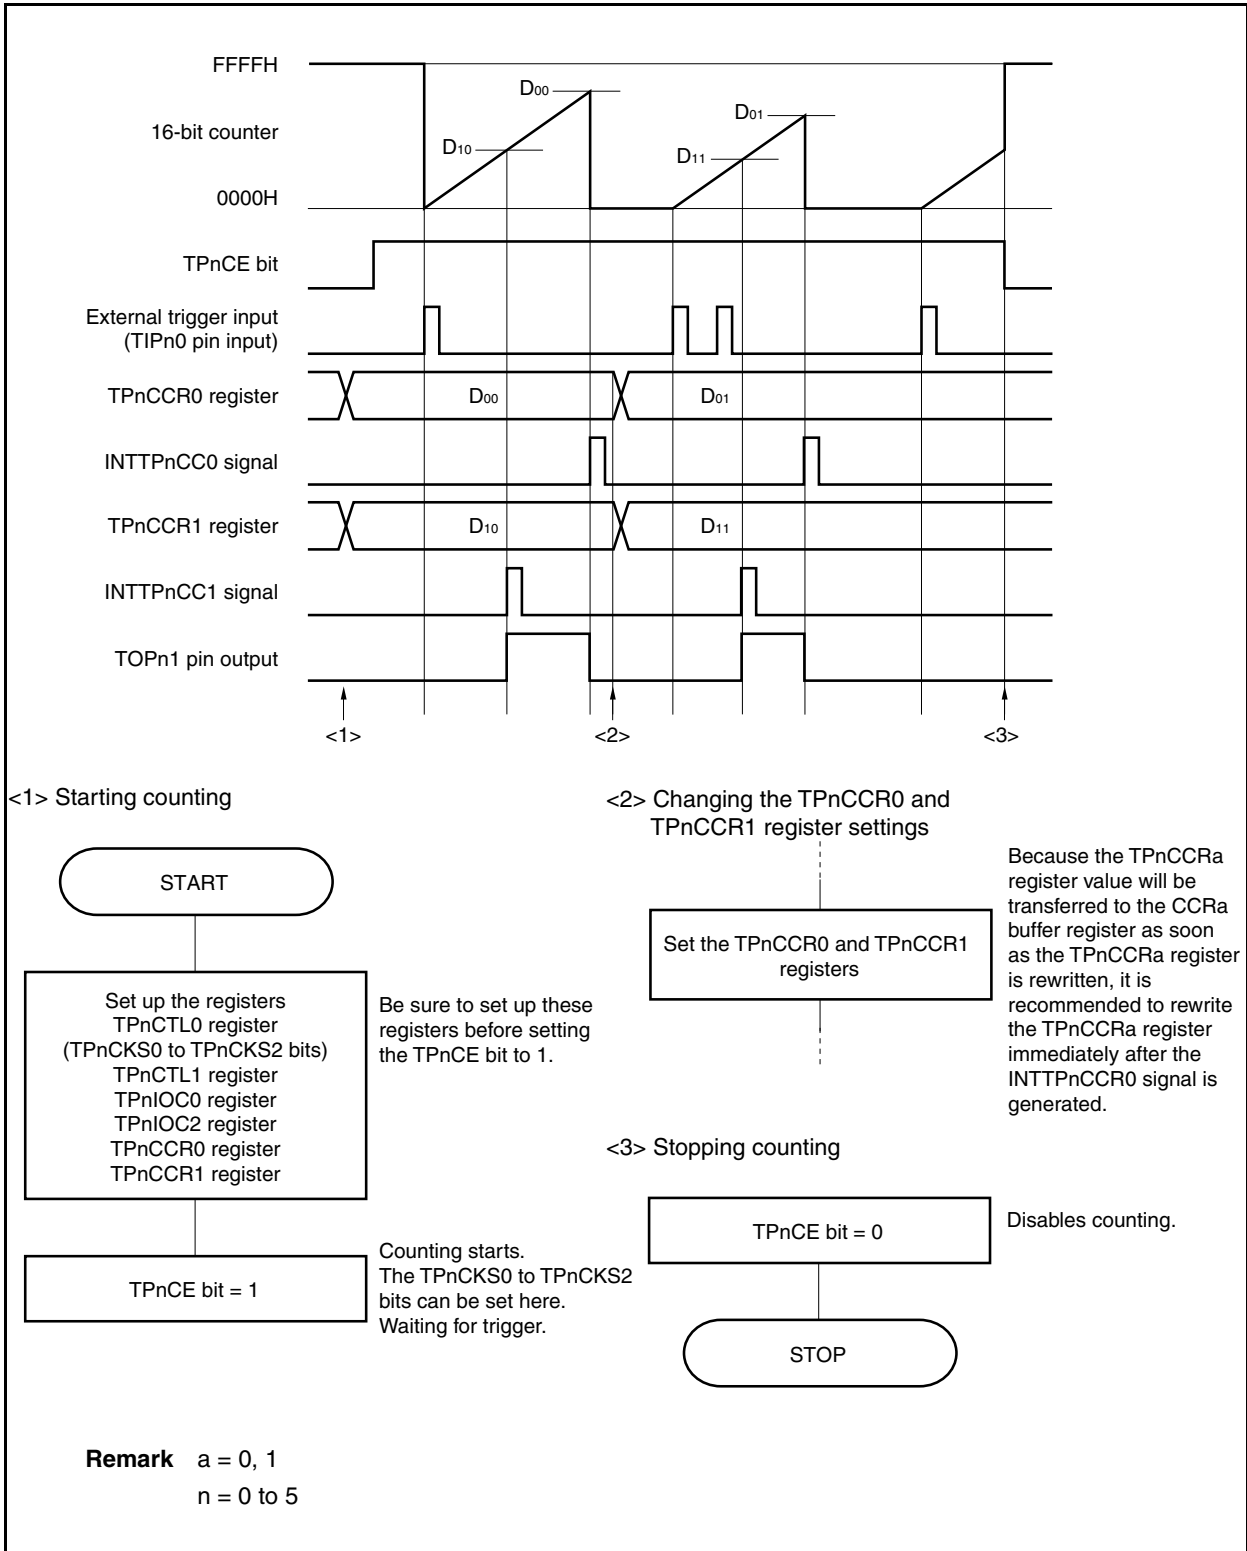 FFFFH
D00
D01
16-bit counter
D10
D11
0000H
TPnCE bit
External trigger input
(TIPn0 pin input)
TPnCCR0 register
D00
D01
INTTPnCC0 signal
TPnCCR1 register
D10
D11
INTTPnCC1 signal
TOPn1 pin output
<1>
<2>
<3>
<1> Starting counting
START
Set up the registers
TPnCTL0 register
(TPnCKS0 to TPnCKS2 bits)
TPnCTL1 register
TPnIOC0 register
TPnIOC2 register
TPnCCR0 register
TPnCCR1 register
Be sure to set up these
registers before setting
the TPnCE bit to 1.
TPnCE bit = 1
Counting starts.
The TPnCKS0 to TPnCKS2
bits can be set here.
Waiting for trigger.
<2> Changing the TPnCCR0 and
TPnCCR1 register settings
Set the TPnCCR0 and TPnCCR1
registers
Because the TPnCCRa
register value will be
transferred to the CCRa
buffer register as soon
as the TPnCCRa register
is rewritten, it is
recommended to rewrite
the TPnCCRa register
immediately after the
INTTPnCCR0 signal is
generated.
<3> Stopping counting
TPnCE bit = 0
Disables counting.
STOP
Remark a = 0, 1
n = 0 to 5